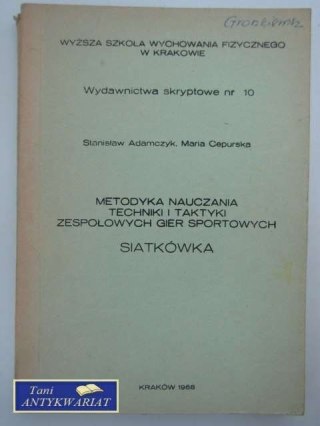 WYŻSZA SZKOŁA WYCHOWANIA FIZYCZNEGO
W KRAKOWIE
Wydawnictwa skryptowe nr 10
Stanisław Adamczyk, Maria Cepurska
METODYKA NAUCZANIA
TECHNIKI I TAKTYKI
ZESPOŁOWYCH GIER SPORTOWYCH
SIATKÓWKA
KRAKÓW 1968
Tani
ANTYKWARIAT